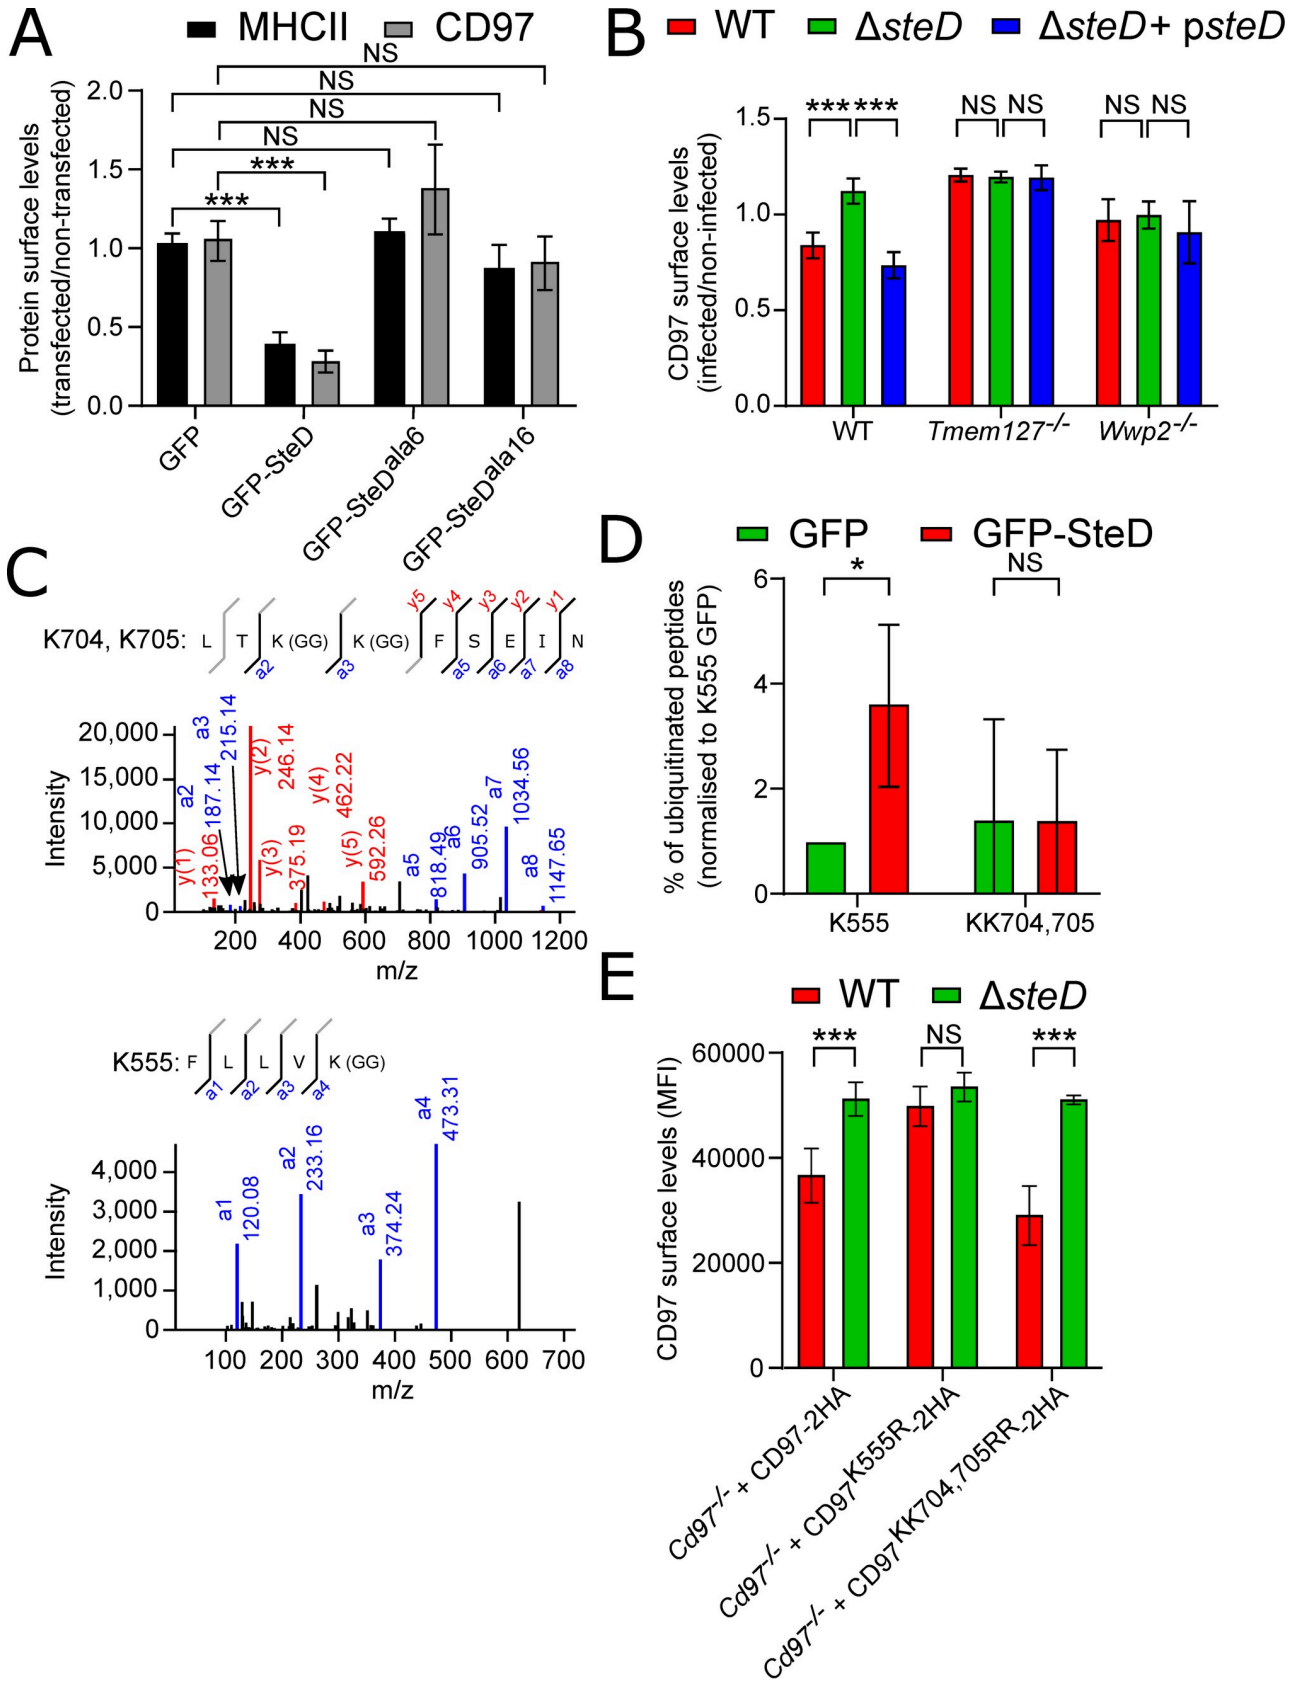 A
MHCII CD97
Protein surface levels
(transfected/non-transfected)
NS
NS
NS
NS
***
***
2.0
1.5
1.0
0.5
0.0
GFP
GFP-SteD
GFP-SteDala6
GFP-SteDala16
B
WT ΔsteD ΔsteD+ psteD
CD97 surface levels
(infected/non-infected)
1.5
1.0
0.5
0.0
*** *** NS NS NS NS
WT Tmem127-/- Wwp2-/-
C
K704, K705: L T K (GG) K (GG) F S E I N
y5 y4 y3 y2 y1
a2 a3 a5 a6 a7 a8
Intensity
20,000
15,000
10,000
5,000
0
y(1) 133.06
a2 187.14
a3 215.14
y(2) 246.14
y(3) 375.19
y(4) 462.22
y(5) 592.26
a5 818.49
a6 905.52
a7 1034.56
a8 1147.65
200 400 600 800 1000 1200
m/z
K555: F L L V K (GG)
a1 a2 a3 a4
Intensity
4,000
3,000
2,000
1,000
0
a1 120.08
a2 233.16
a3 374.24
a4 473.31
100 200 300 400 500 600 700
m/z
D
GFP GFP-SteD
% of ubiquitinated peptides
(normalised to K555 GFP)
6
4
2
0
* NS
K555 KK704,705
E
WT ΔsteD
CD97 surface levels (MFI)
60000
40000
20000
0
*** NS ***
Cd97-/- + CD97-2HA
Cd97-/- + CD97K555R-2HA
Cd97-/- + CD97KK704,705RR-2HA